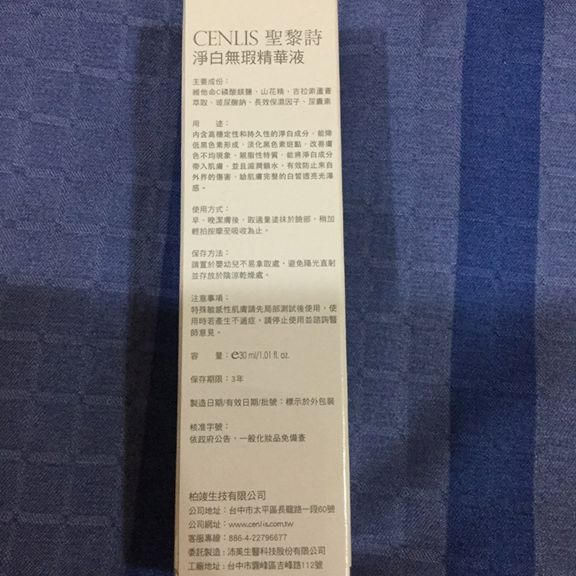 CENLIS 聖黎詩
淨白無瑕精華液
主要成份：
維他命C磷酸鎂鹽、山花精、吉拉索蘆薈
萃取、玻尿酸鈉、長效保濕因子、尿囊素
用　　途：
內含高穩定性和持久性的淨白成分，能降
低黑色素形成，淡化黑色素斑點，改善膚
色不均現象。親脂性特質，能將淨白成分
帶入肌膚，並且滋潤鎖水，有效防止來自
外界的傷害，給肌膚完整的白皙透亮光澤
感。
使用方式：
早、晚潔膚後，取適量塗抹於臉部，稍加
輕拍按摩至吸收為止。
保存方法：
請置於嬰幼兒不易拿取處，避免陽光直射
並存放於陰涼乾燥處。
注意事項：
特殊敏感性肌膚請先局部測試後使用，使
用時若產生不適症，請停止使用並諮詢醫
師意見。
容　　量：℮30 ml/1.01 fl. oz.
保存期限：3年
製造日期/有效日期/批號：標示於外包裝
核准字號：
依政府公告，一般化妝品免備查
柏竣生技有限公司
公司地址：台中市太平區長龍路一段60號
公司網址：www.cenlis.com.tw
客服專線：886-4-22796677
委託製造：沛美生醫科技股份有限公司
工廠地址：台中市霧峰區吉峰路112號